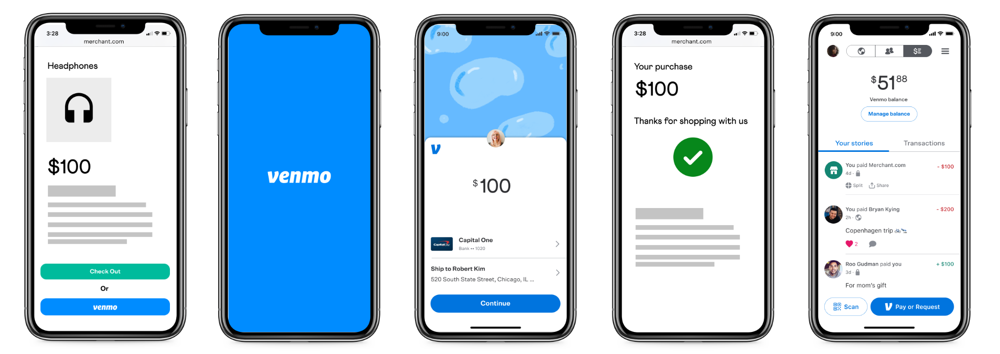 3:28
merchant.com
Headphones
$100
Check Out
Or
venmo
venmo
9:00
$100
Capital One
Capital One
Bank •• 1020
Ship to Robert Kim
520 South State Street, Chicago, IL ...
Continue
3:28
merchant.com
Your purchase
$100
Thanks for shopping with us
9:00
$
$51 88
Venmo balance
Manage balance
Your stories Transactions
You paid Merchant.com - $100
4d ·
Split Share
You paid Bryan Kying - $200
2h ·
Copenhagen trip
2
Roo Gudman paid you + $100
3d ·
For mom's gift
Scan Pay or Request